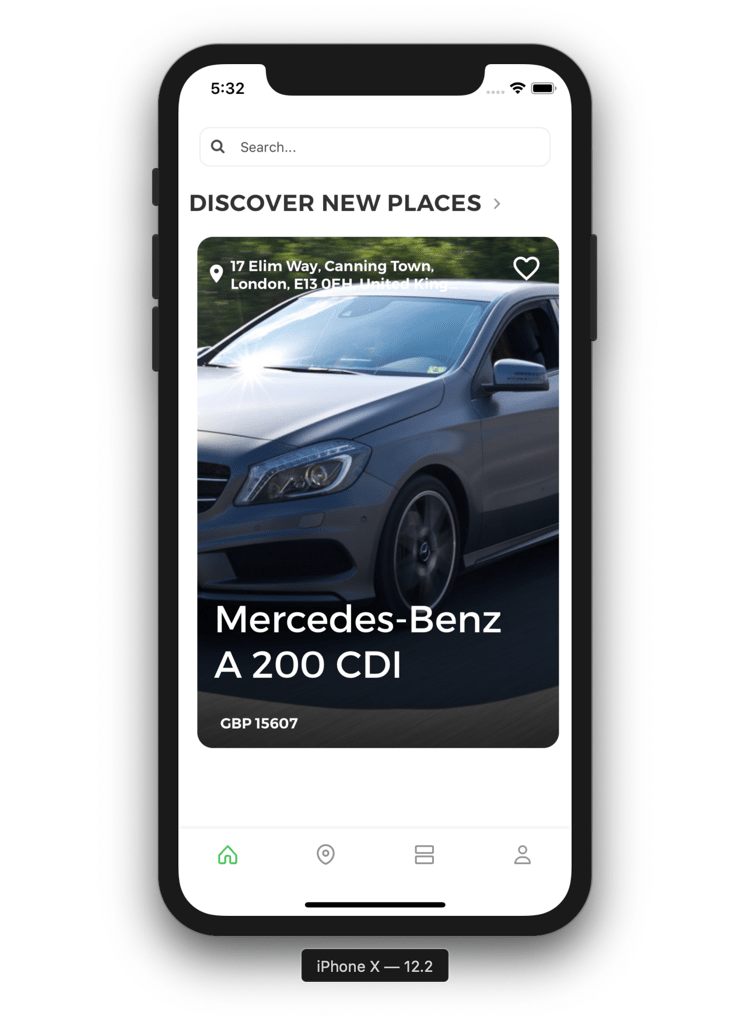 5:32
Search...
DISCOVER NEW PLACES
17 Elim Way, Canning Town,
London, E13 0FH, United King...
Mercedes-Benz
A 200 CDI
GBP 15607
iPhone X — 12.2